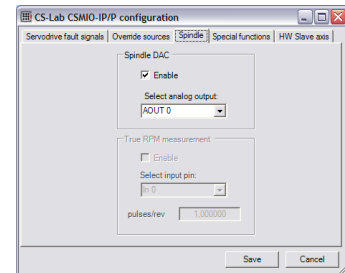 CS-Lab CSMIO-IP/P configuration
Servodrive fault signals Override sources Spindle Special functions HW Slave axis
Spindle DAC
Enable
Select analog output:
AOUT 0
True RPM measurement
Enable
Select input pin:
In 0
pulses/rev 1,000000
Save Cancel